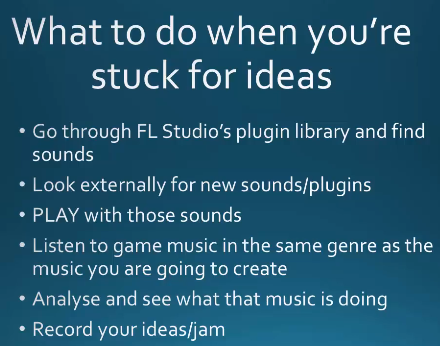 What to do when you're
stuck for ideas
• Go through FL Studio's plugin library and find
sounds
• Look externally for new sounds/plugins
• PLAY with those sounds
• Listen to game music in the same genre as the
music you are going to create
• Analyse and see what that music is doing
• Record your ideas/jam